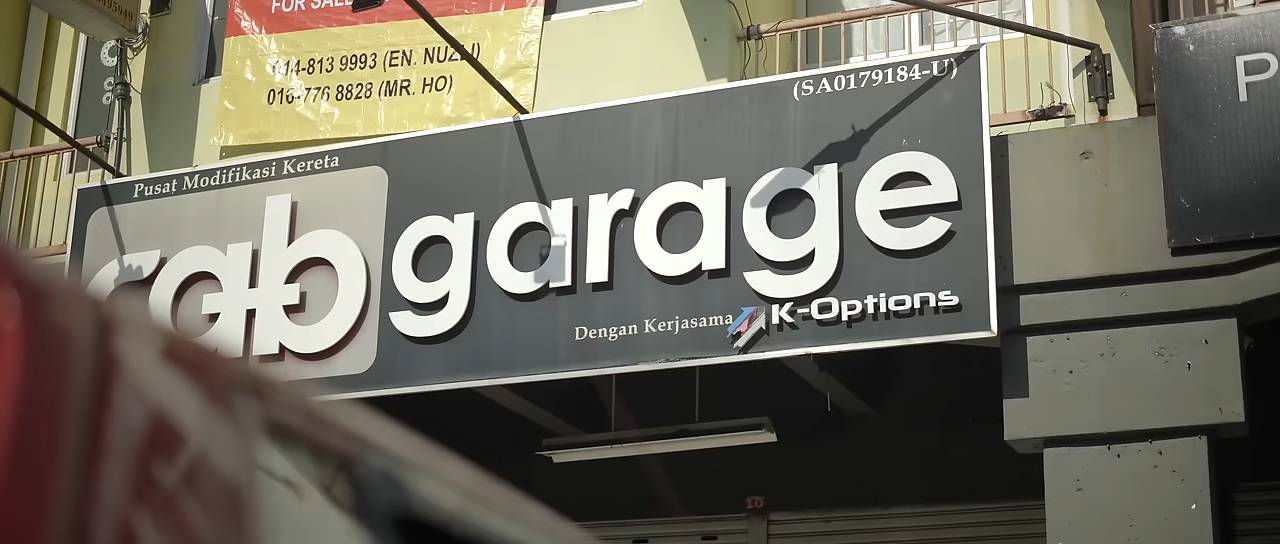 FOR SALE
014-813 9993 (EN. NUZLI)
016-776 8828 (MR. HO)
(SA0179184-U)
Pusat Modifikasi Kereta
garage
Dengan Kerjasama K-Options
10
P